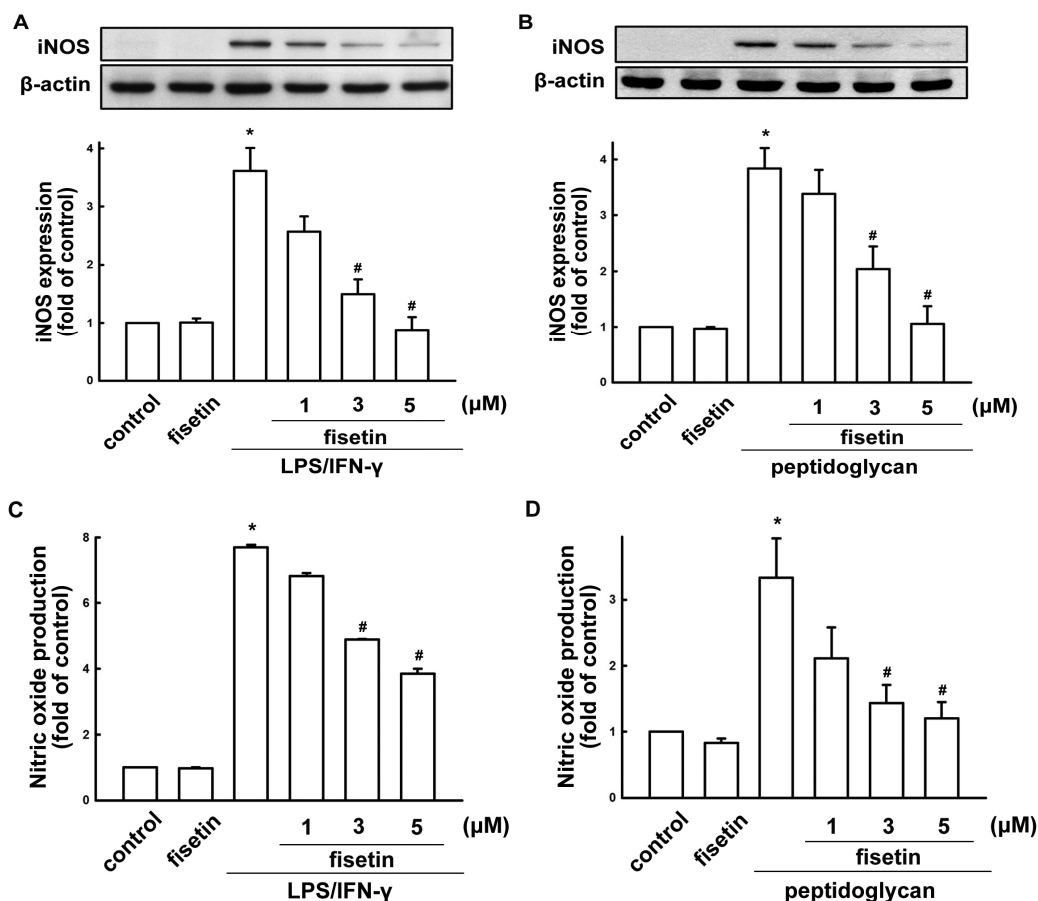 A
iNOS
β-actin
*
#
#
iNOS expression
(fold of control)
4
3
2
1
0
control
fisetin
1 3 5 (μM)
fisetin
LPS/IFN-γ
B
iNOS
β-actin
*
#
#
iNOS expression
(fold of control)
4
3
2
1
0
control
fisetin
1 3 5 (μM)
fisetin
peptidoglycan
C
*
#
#
Nitric oxide production
(fold of control)
8
6
4
2
0
control
fisetin
1 3 5 (μM)
fisetin
LPS/IFN-γ
D
*
#
#
Nitric oxide production
(fold of control)
3
2
1
0
control
fisetin
1 3 5 (μM)
fisetin
peptidoglycan